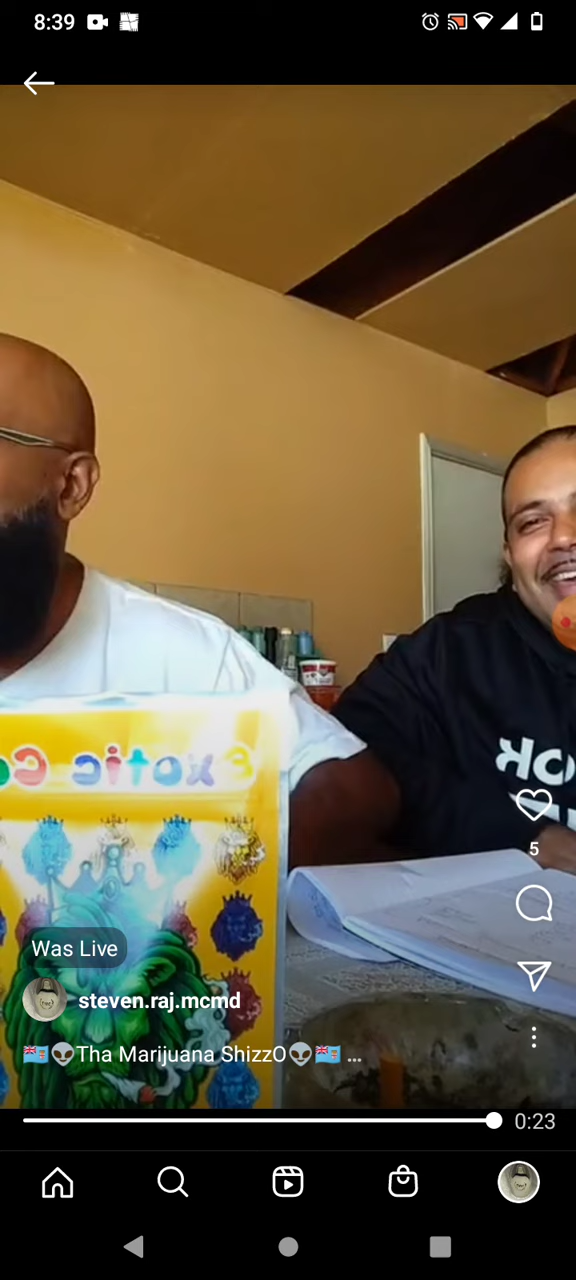 8:39
Exotic
Was Live
steven.raj.mcmd
🇫🇯👽Tha Marijuana ShizzO👽🇫🇯 ...
5
0:23